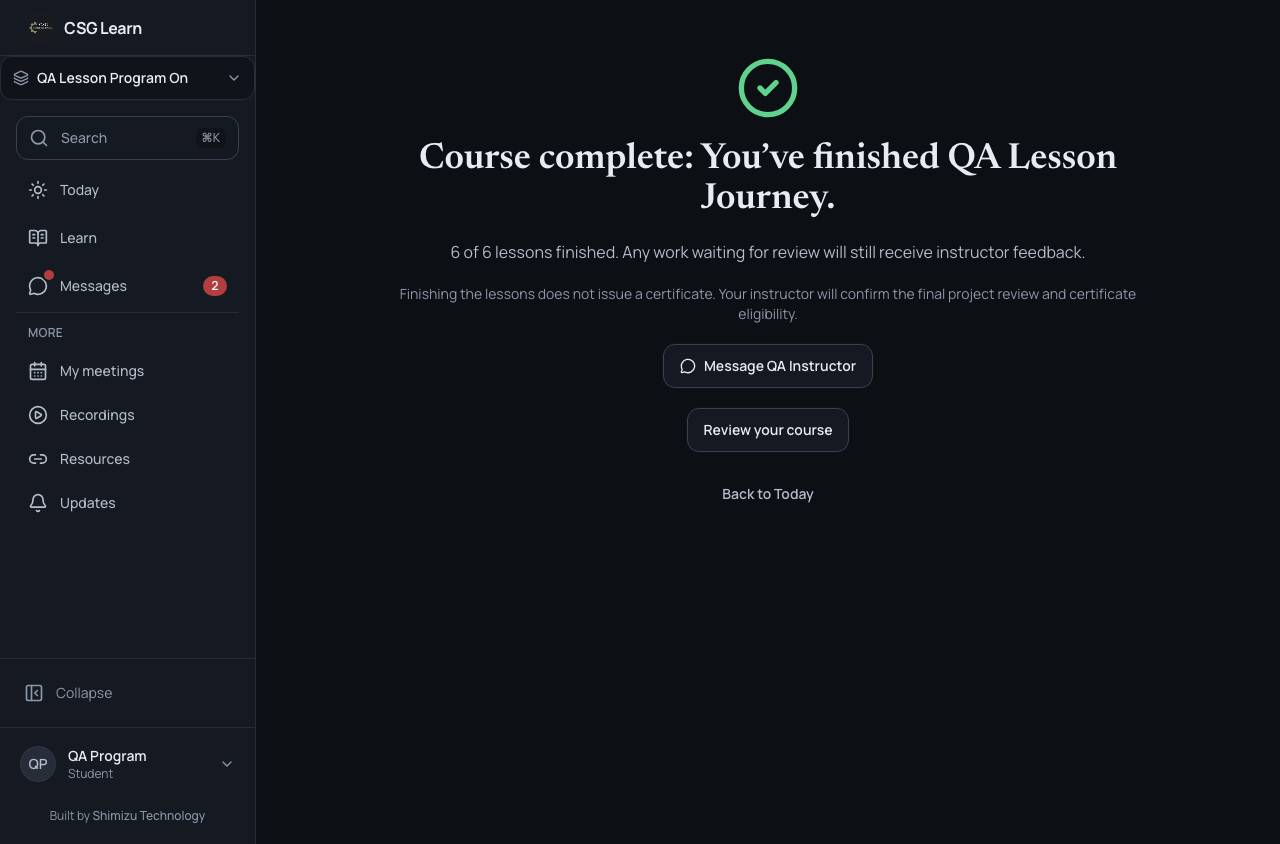 CSG Learn
QA Lesson Program On
Search
⌘K
Today
Learn
Messages
2
MORE
My meetings
Recordings
Resources
Updates
Collapse
QP
QA Program
Student
Built by Shimizu Technology
Course complete: You’ve finished QA Lesson
Journey.
6 of 6 lessons finished. Any work waiting for review will still receive instructor feedback.
Finishing the lessons does not issue a certificate. Your instructor will confirm the final project review and certificate
eligibility.
Message QA Instructor
Review your course
Back to Today